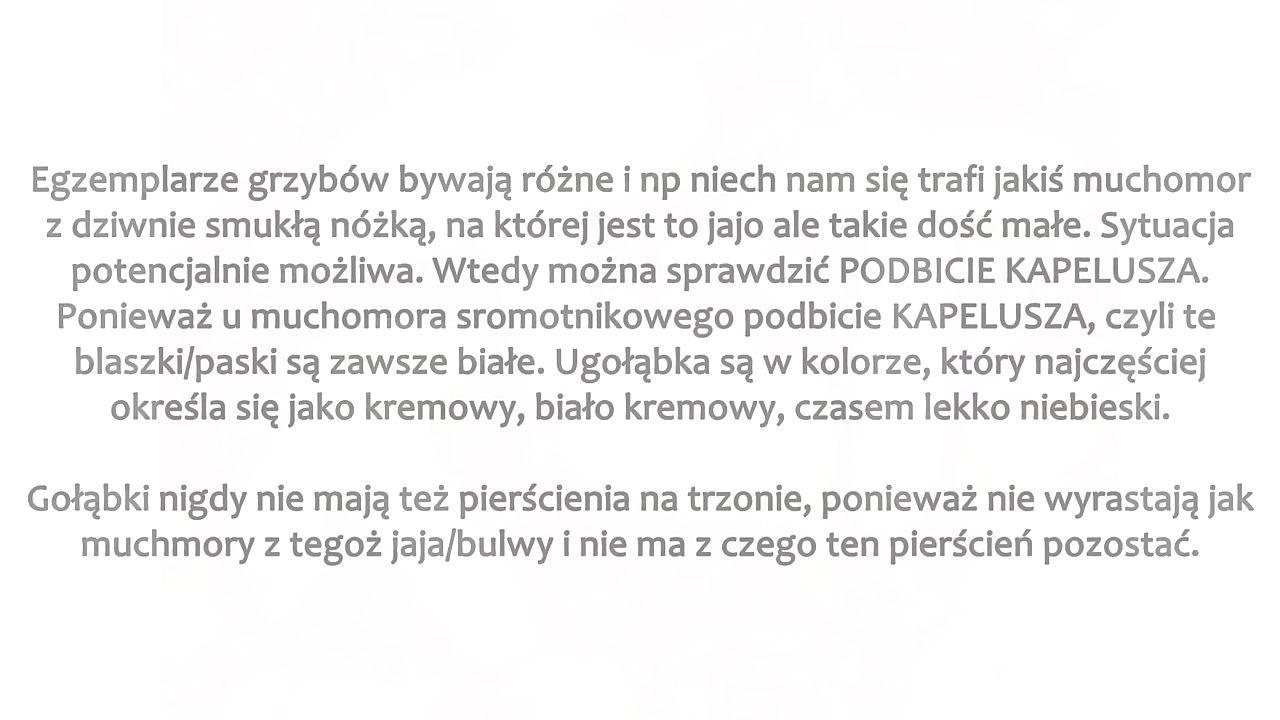 Egzemplarze grzybów bywają różne i np niech nam się trafi jakiś muchomor
z dziwnie smukłą nóżką, na której jest to jajo ale takie dość małe. Sytuacja
potencjalnie możliwa. Wtedy można sprawdzić PODBICIE KAPELUSZA.
Ponieważ u muchomora sromotnikowego podbicie KAPELUSZA, czyli te
blaszki/paski są zawsze białe. Ugołąbka są w kolorze, który najczęściej
określa się jako kremowy, biało kremowy, czasem lekko niebieski.
Gołąbki nigdy nie mają też pierścienia na trzonie, ponieważ nie wyrastają jak
muchmory z tegoż jaja/bulwy i nie ma z czego ten pierścień pozostać.